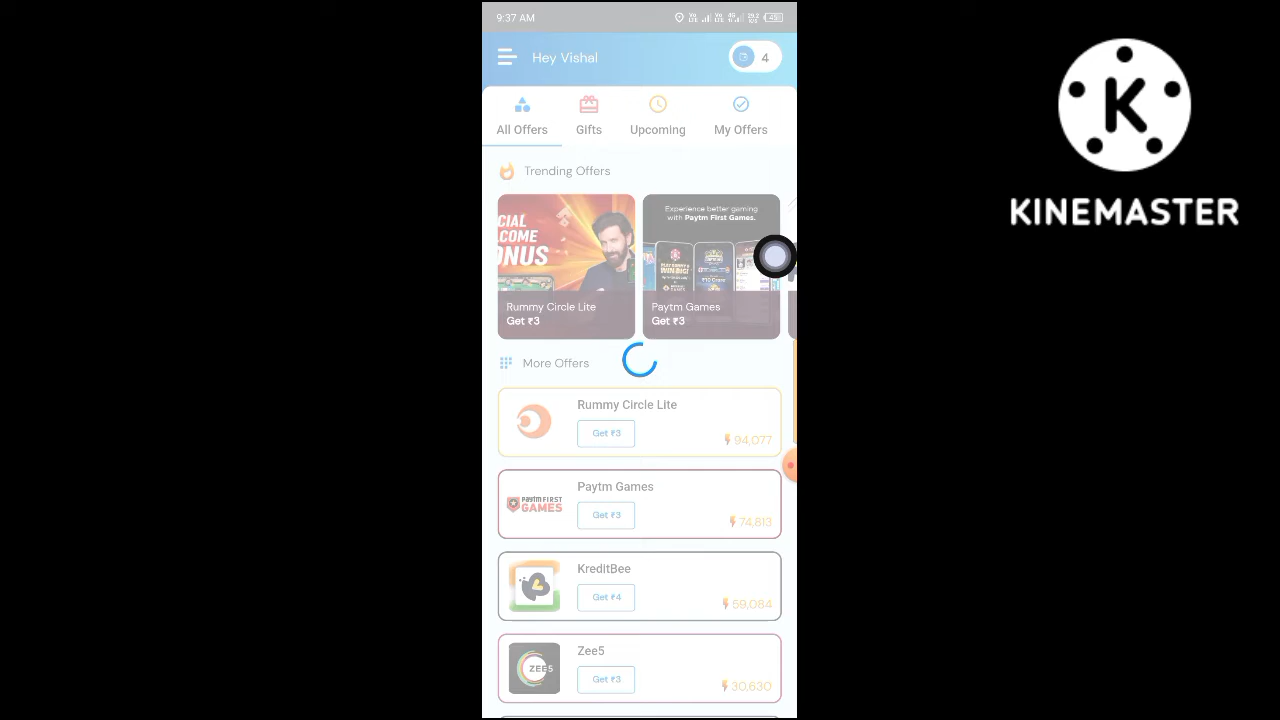 9:37 AM
Hey Vishal
4
All Offers
Gifts
Upcoming
My Offers
Trending Offers
CIAL
LCOME
ONUS
Rummy Circle Lite
Get ₹3
Experience better gaming
with Paytm First Games.
Paytm Games
Get ₹3
More Offers
Rummy Circle Lite
Get ₹3
94,077
Paytm FIRST
GAMES
Paytm Games
Get ₹3
74,813
KreditBee
Get ₹4
59,084
ZEE5
Zee5
Get ₹3
30,630
K
KINEMASTER